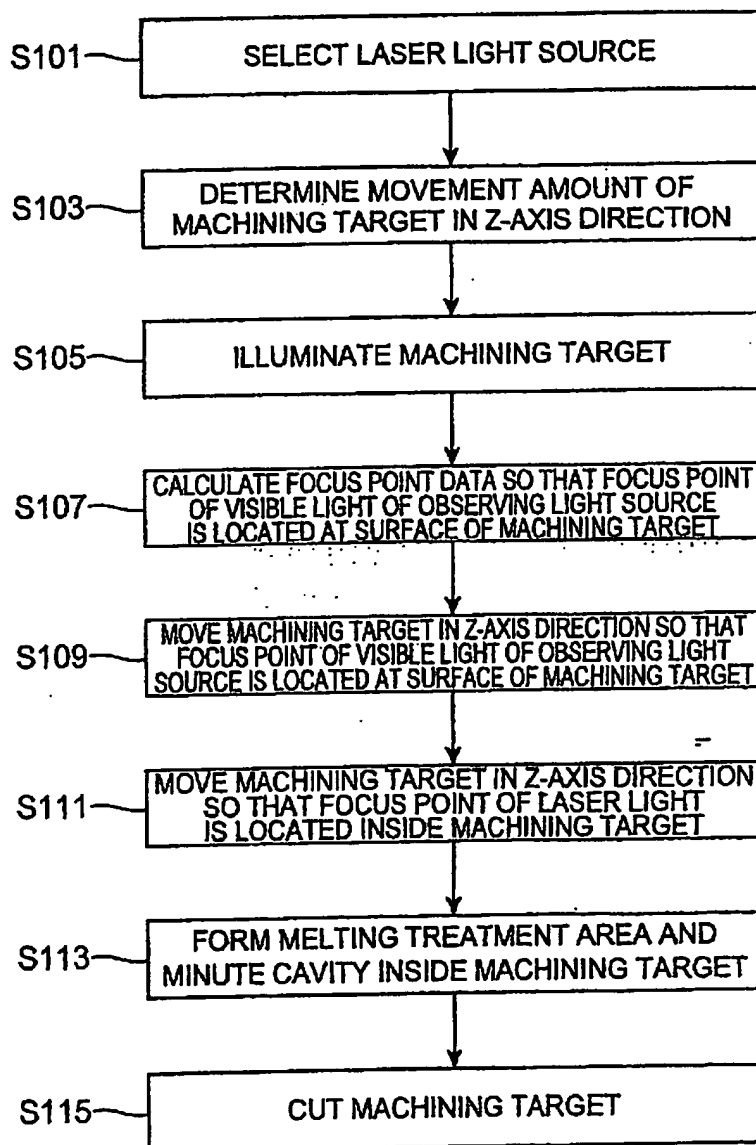 S101
SELECT LASER LIGHT SOURCE
S103
DETERMINE MOVEMENT AMOUNT OF
MACHINING TARGET IN Z-AXIS DIRECTION
S105
ILLUMINATE MACHINING TARGET
S107
CALCULATE FOCUS POINT DATA SO THAT FOCUS POINT
OF VISIBLE LIGHT OF OBSERVING LIGHT SOURCE
IS LOCATED AT SURFACE OF MACHINING TARGET
S109
MOVE MACHINING TARGET IN Z-AXIS DIRECTION SO THAT
FOCUS POINT OF VISIBLE LIGHT OF OBSERVING LIGHT
SOURCE IS LOCATED AT SURFACE OF MACHINING TARGET
S111
MOVE MACHINING TARGET IN Z-AXIS DIRECTION
SO THAT FOCUS POINT OF LASER LIGHT
IS LOCATED INSIDE MACHINING TARGET
S113
FORM MELTING TREATMENT AREA AND
MINUTE CAVITY INSIDE MACHINING TARGET
S115
CUT MACHINING TARGET